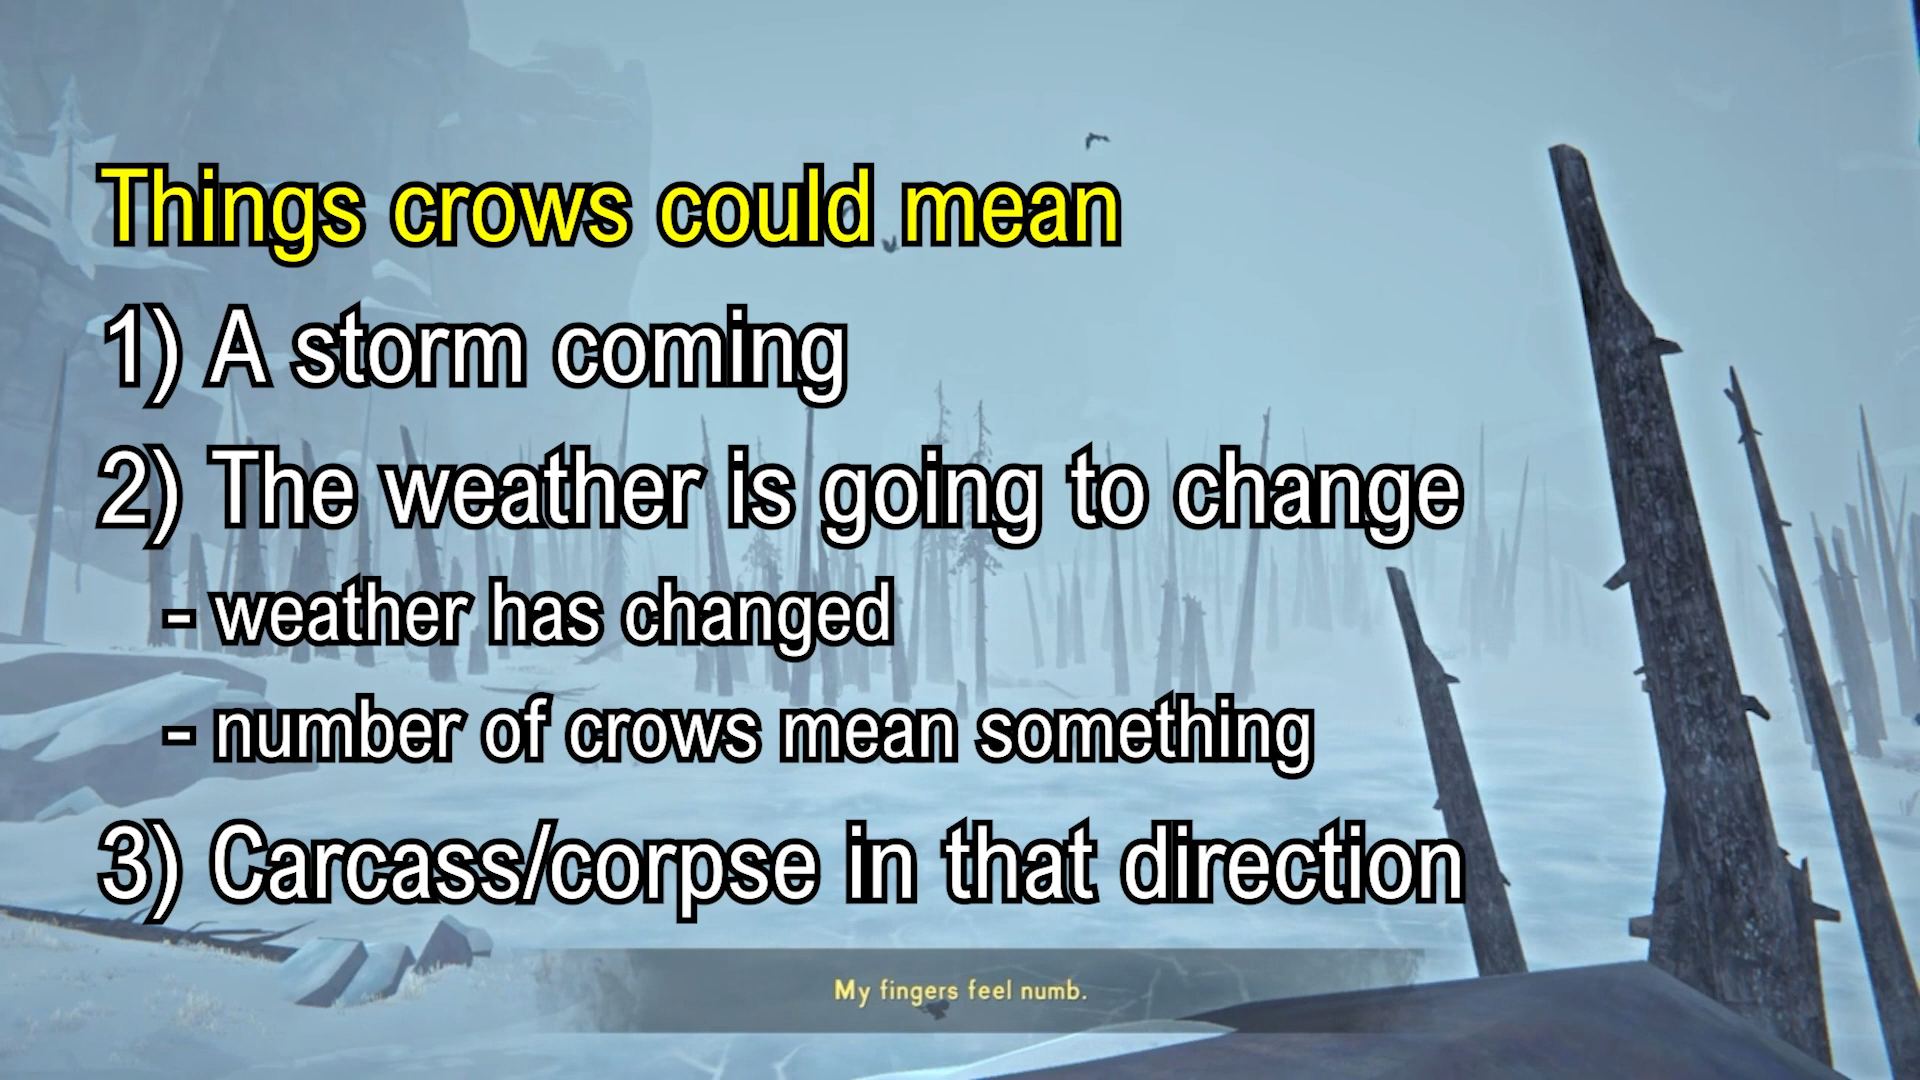 Things crows could mean
1) A storm coming
2) The weather is going to change
- weather has changed
- number of crows mean something
3) Carcass/corpse in that direction
My fingers feel numb.